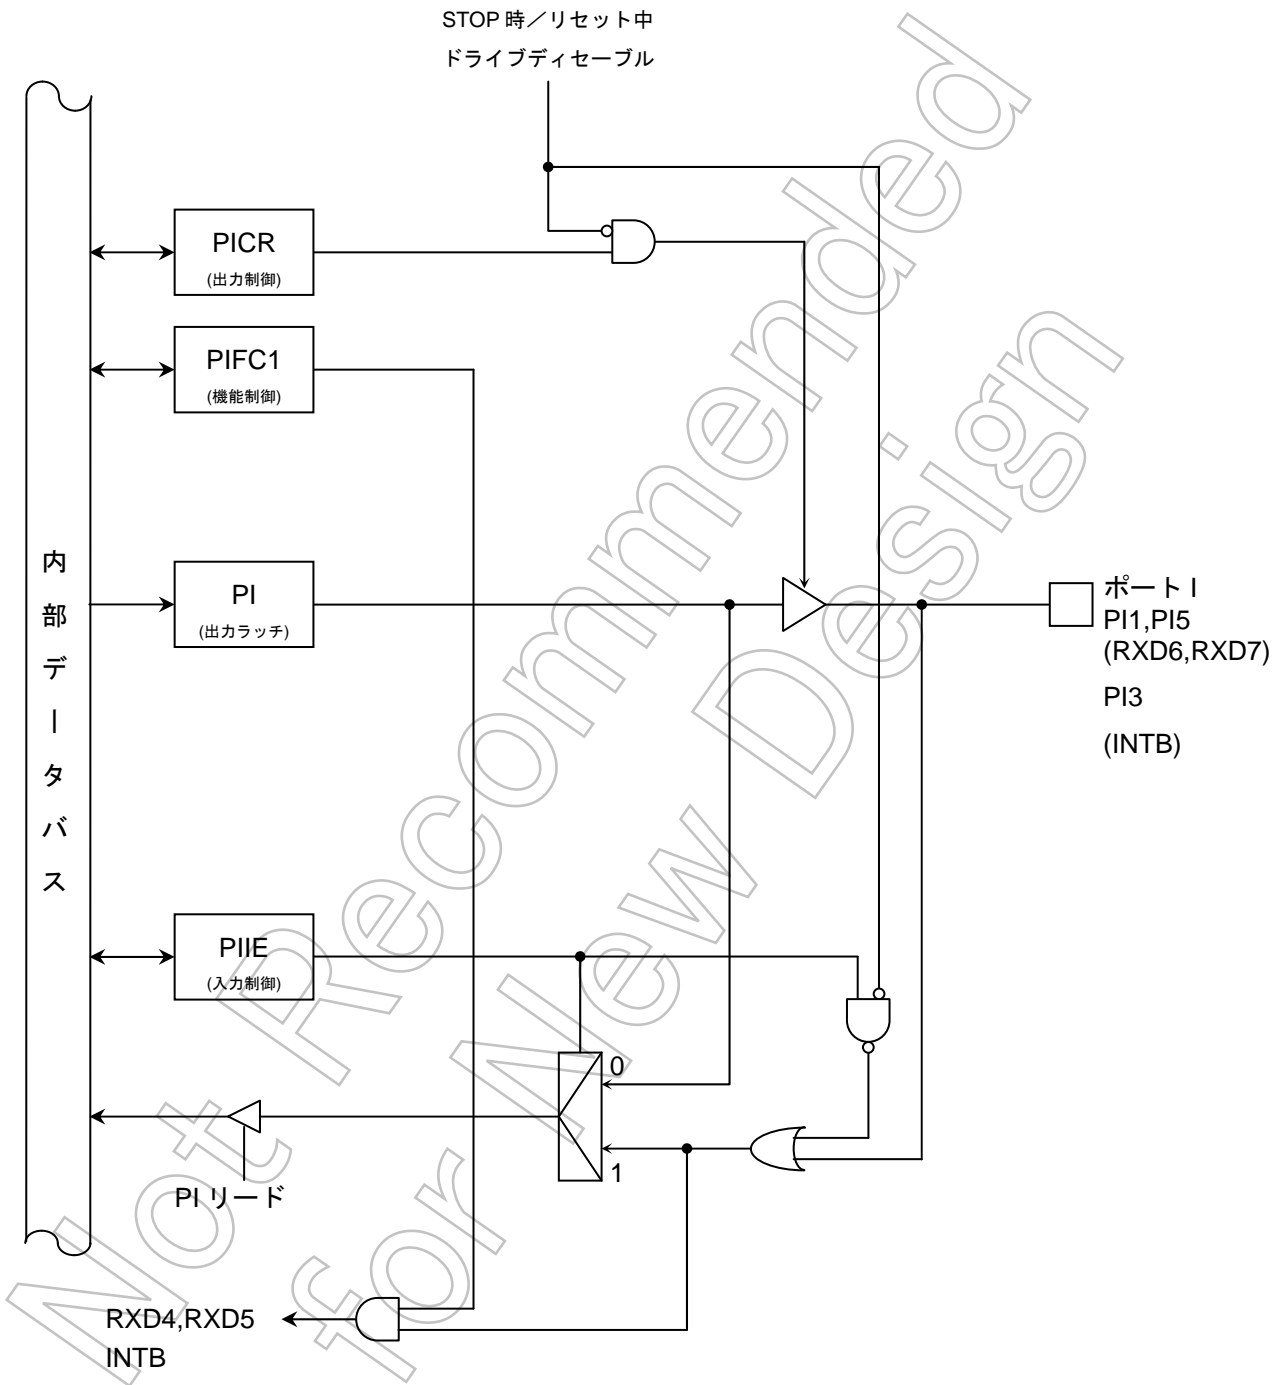 STOP 時／リセット中
ドライブディセーブル
PICR
(出力制御)
PIFC1
(機能制御)
内部データバス
PI
(出力ラッチ)
ポート I
PI1,PI5
(RXD6,RXD7)
PI3
(INTB)
PIIE
(入力制御)
0
1
PI リード
RXD4,RXD5
INTB
Not Recommended
for New Design